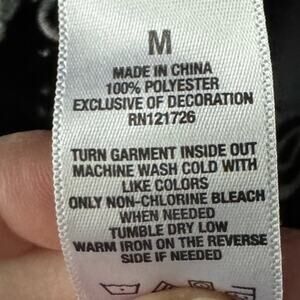 M
MADE IN CHINA
100% POLYESTER
EXCLUSIVE OF DECORATION
RN121726
TURN GARMENT INSIDE OUT
MACHINE WASH COLD WITH
LIKE COLORS
ONLY NON-CHLORINE BLEACH
WHEN NEEDED
TUMBLE DRY LOW
WARM IRON ON THE REVERSE
SIDE IF NEEDED